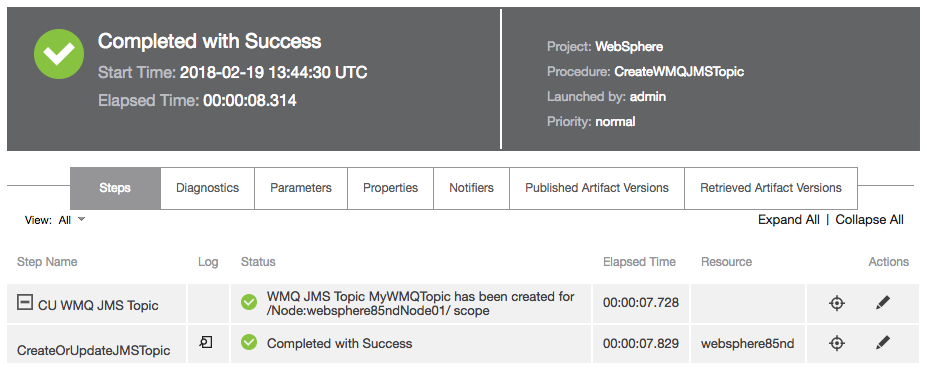 Completed with Success
Start Time: 2018-02-19 13:44:30 UTC
Elapsed Time: 00:00:08.314
Project: WebSphere
Procedure: CreateWMQJMSTopic
Launched by: admin
Priority: normal
Steps Diagnostics Parameters Properties Notifiers Published Artifact Versions Retrieved Artifact Versions
View: All Expand All | Collapse All
Step Name Log Status Elapsed Time Resource Actions
CU WMQ JMS Topic WMQ JMS Topic MyWMQTopic has been created for 00:00:07.728
/Node:websphere85ndNode01/ scope
CreateOrUpdateJMSTopic Completed with Success 00:00:07.829 websphere85nd